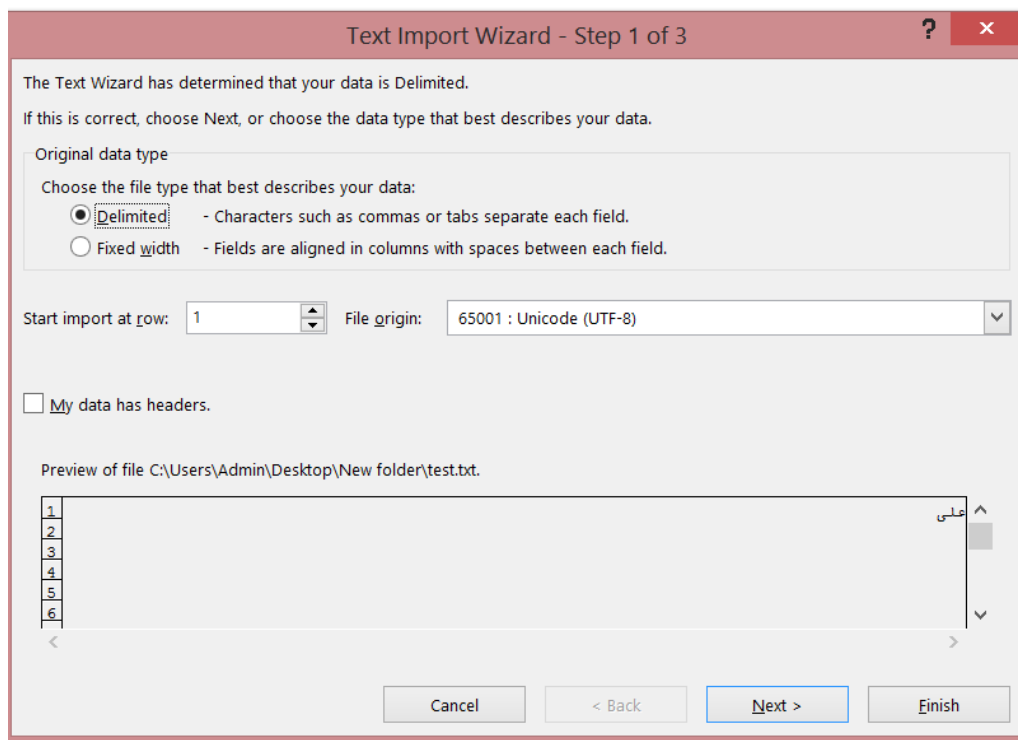 Text Import Wizard - Step 1 of 3
? x
The Text Wizard has determined that your data is Delimited.
If this is correct, choose Next, or choose the data type that best describes your data.
Original data type
Choose the file type that best describes your data:
Delimited - Characters such as commas or tabs separate each field.
Fixed width - Fields are aligned in columns with spaces between each field.
Start import at row: 1 File origin: 65001 : Unicode (UTF-8)
My data has headers.
Preview of file C:\Users\Admin\Desktop\New folder\test.txt.
1 علی
2
3
4
5
6
Cancel < Back Next > Finish